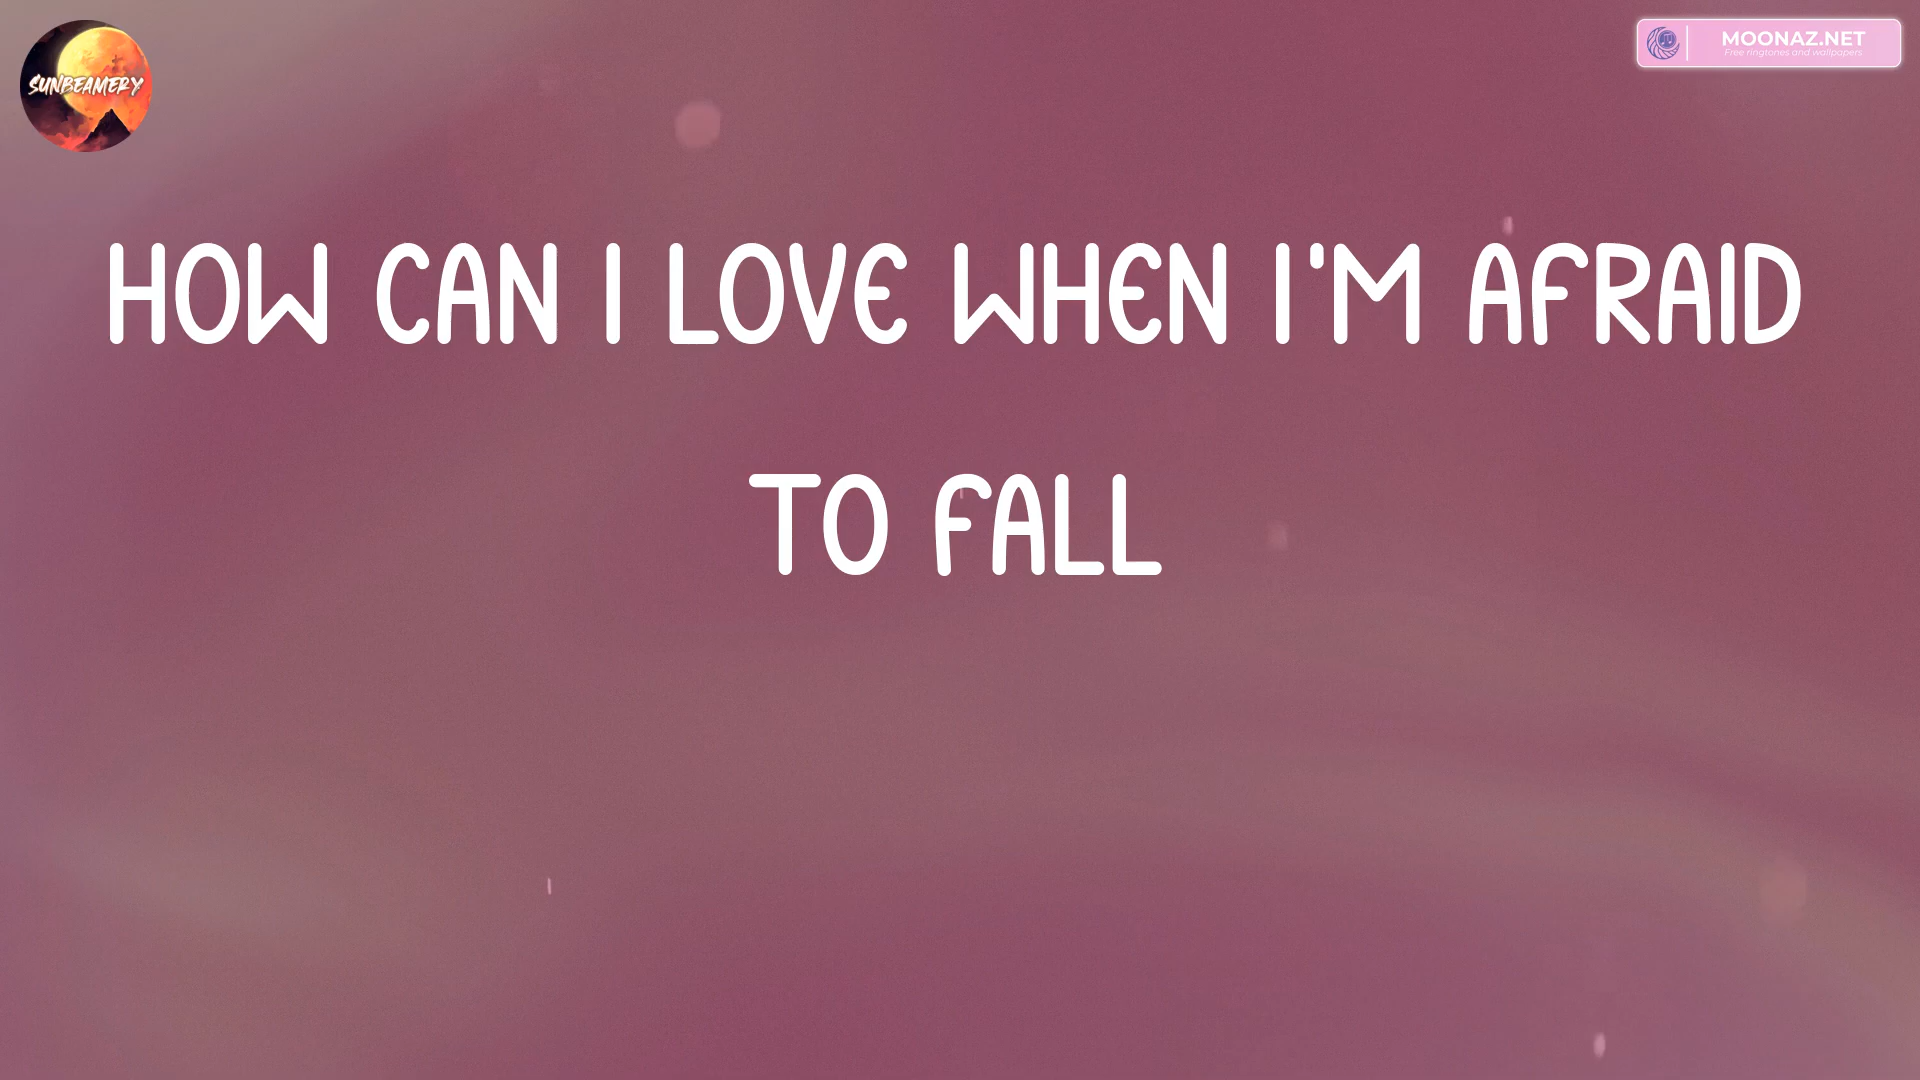 SUNBEAMERY
MOONAZ.NET
Free ringtones and wallpapers
HOW CAN I LOVE WHEN I'M AFRAID
TO FALL